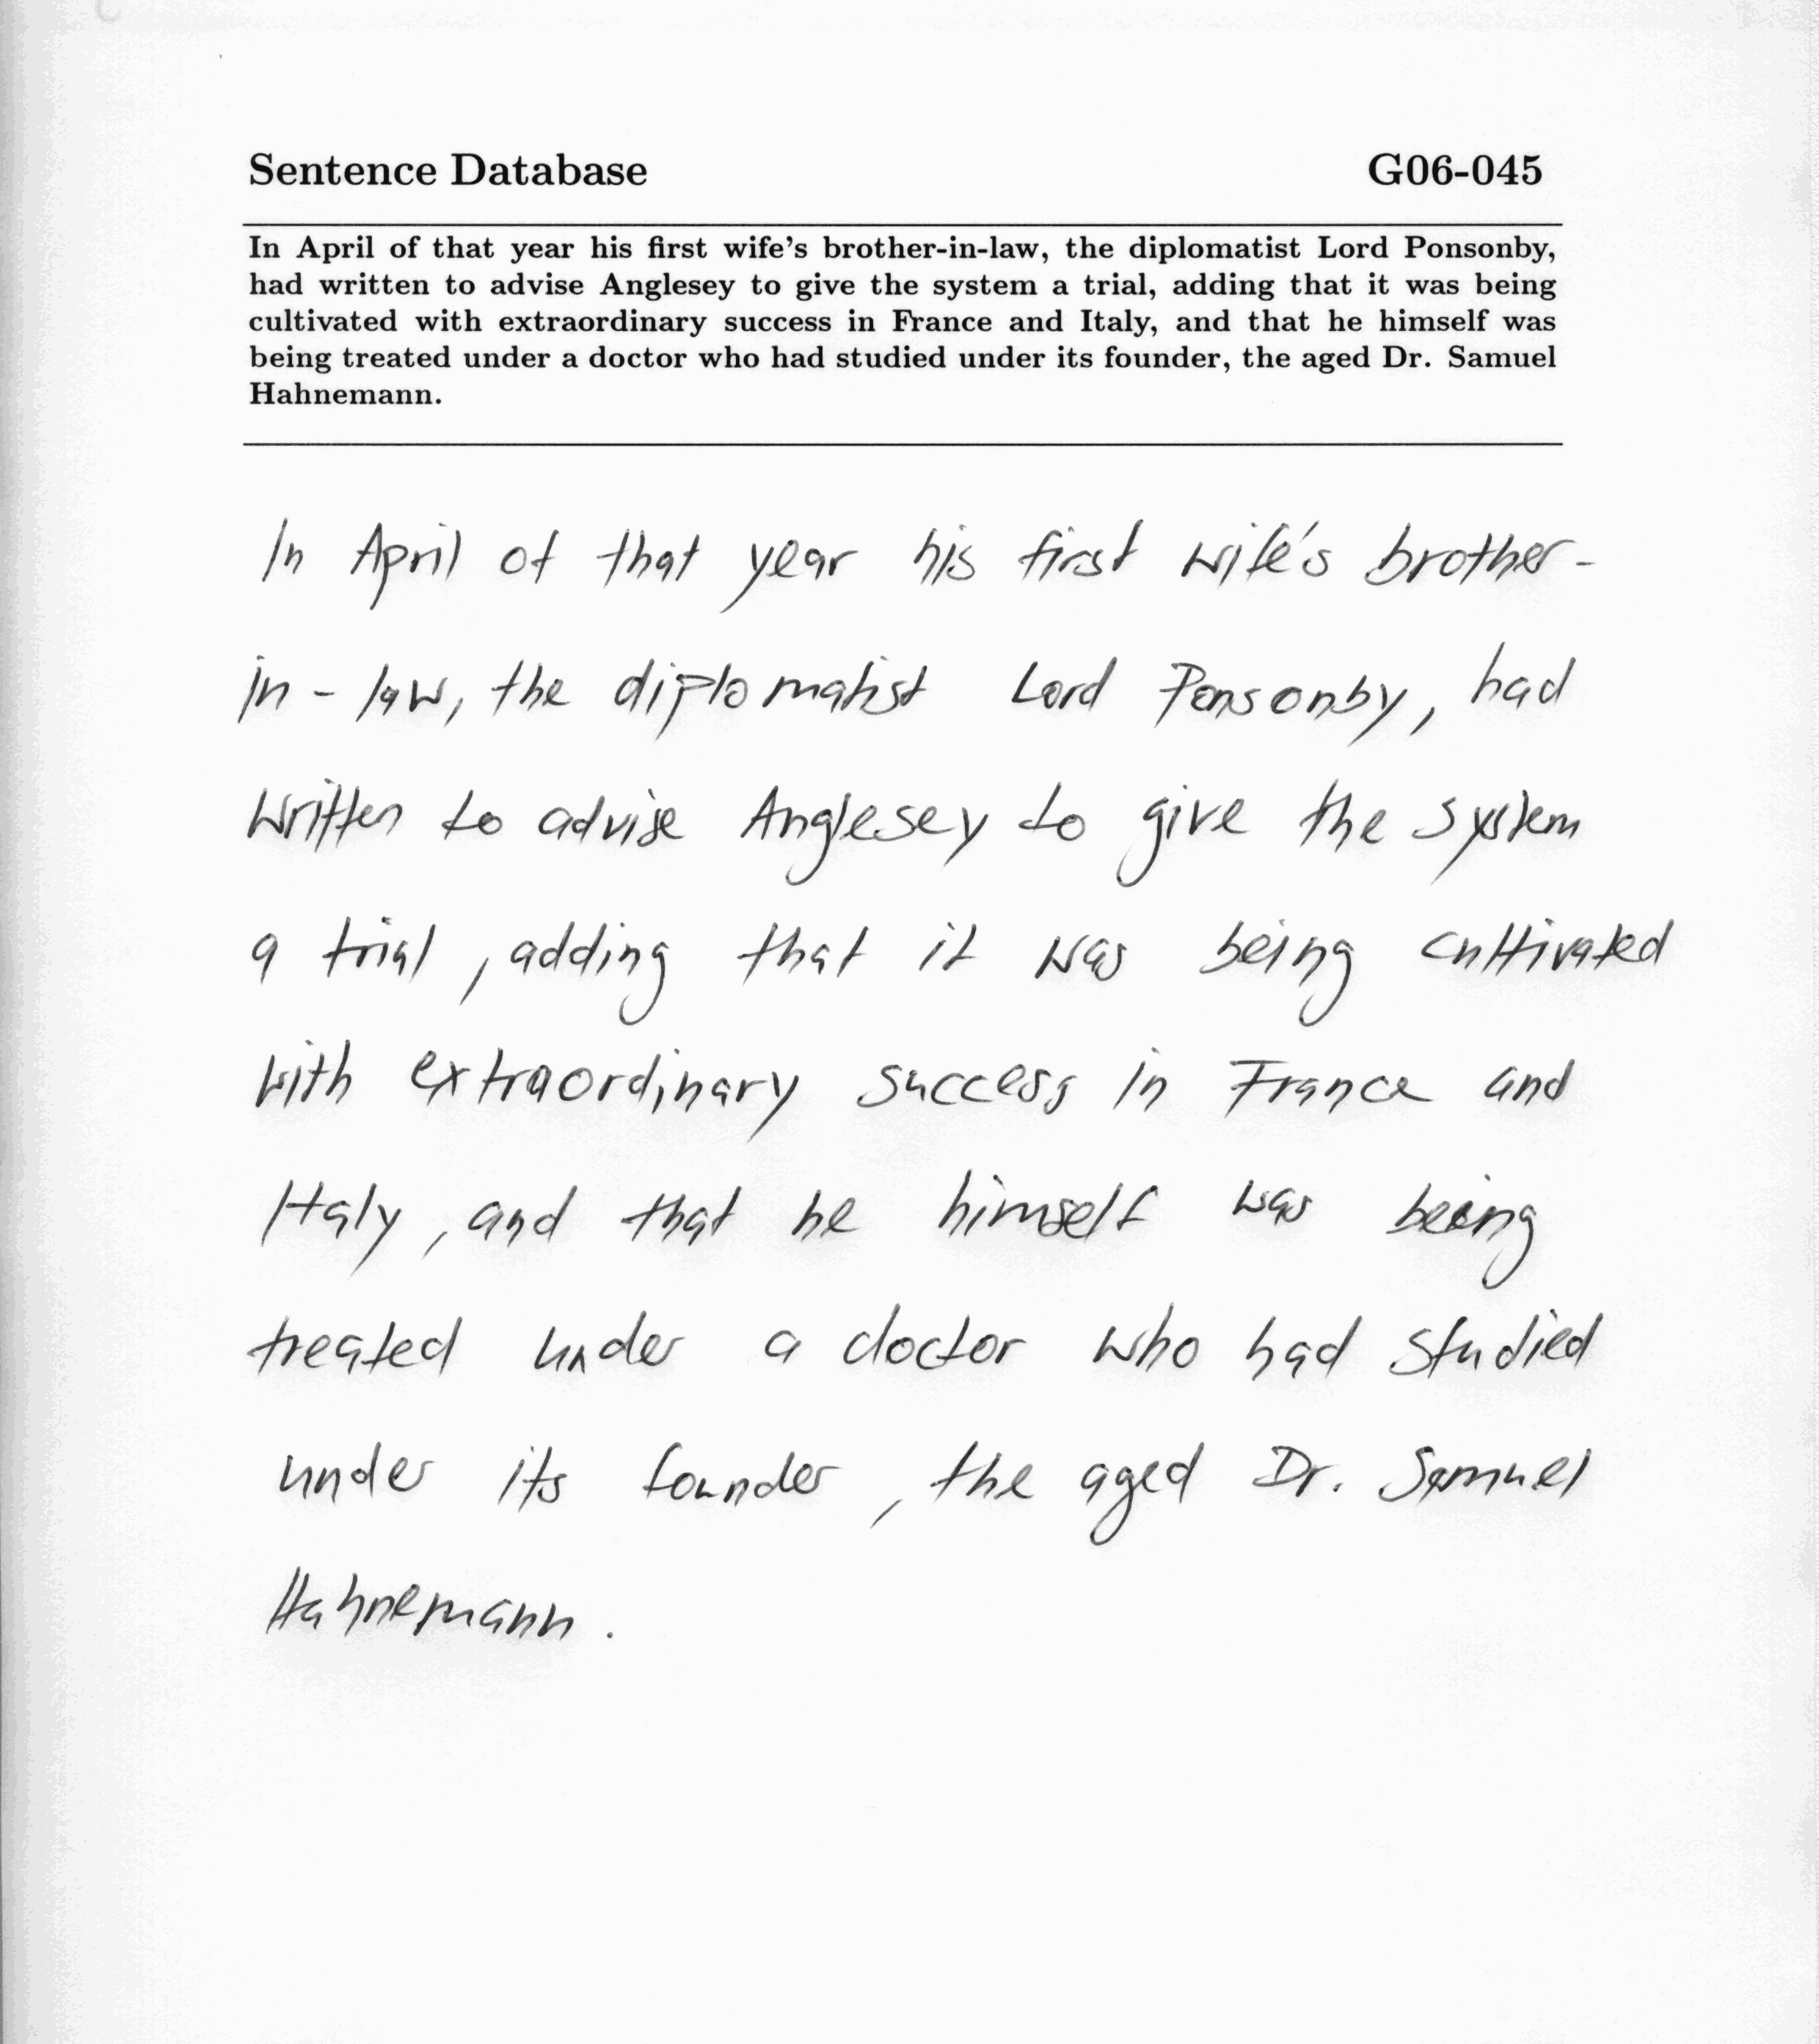 Sentence Database G06-045
In April of that year his first wife's brother-in-law, the diplomatist Lord Ponsonby,
had written to advise Anglesey to give the system a trial, adding that it was being
cultivated with extraordinary success in France and Italy, and that he himself was
being treated under a doctor who had studied under its founder, the aged Dr. Samuel
Hahnemann.
In April of that year his first wife's brother-
in-law, the diplomatist Lord Ponsonby, had
written to advise Anglesey to give the system
a trial, adding that it was being cultivated
with extraordinary success in France and
Italy, and that he himself was being
treated under a doctor who had studied
under its founder, the aged Dr. Samuel
Hahnemann.